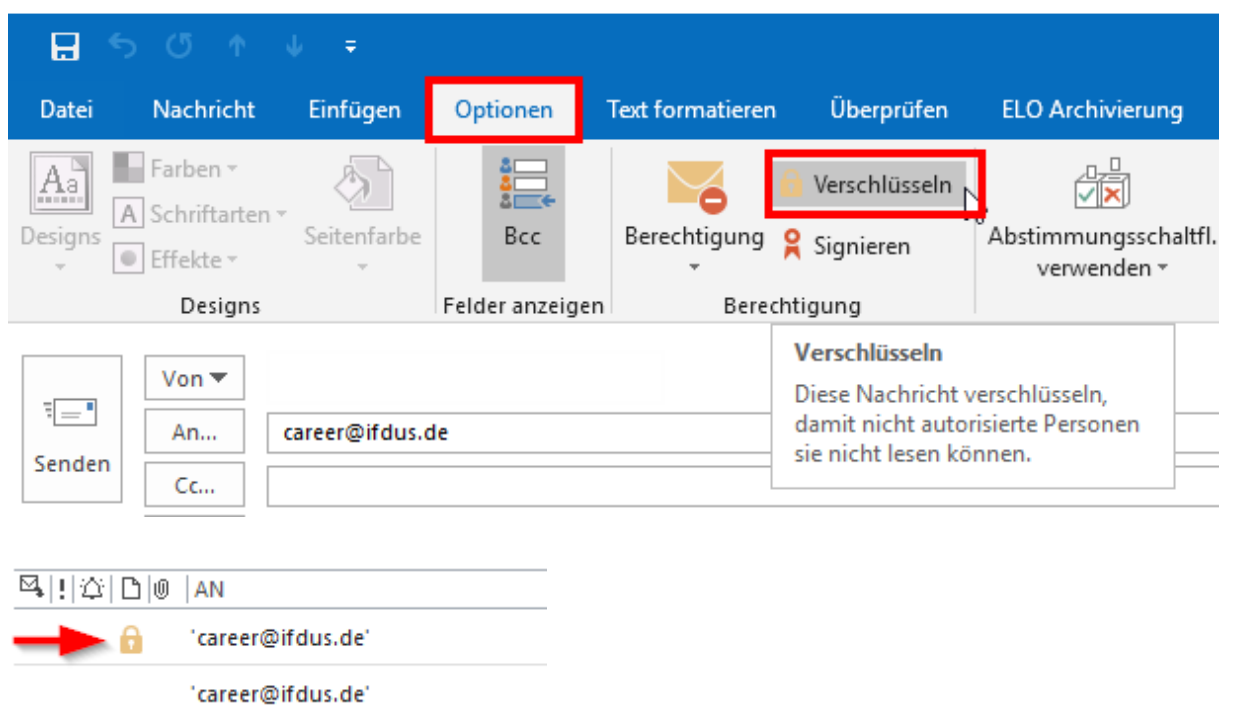 Datei Nachricht Einfügen Optionen Text formatieren Überprüfen ELO Archivierung
Aa
Designs
Farben
A Schriftarten
Effekte
Seitenfarbe
Designs
Bcc
Felder anzeigen
Berechtigung
Verschlüsseln
Signieren
Berechtigung
Abstimmungsschaltfl.
verwenden
Verschlüsseln
Diese Nachricht verschlüsseln,
damit nicht autorisierte Personen
sie nicht lesen können.
Senden
Von
An... career@ifdus.de
Cc...
! AN
'career@ifdus.de'
'career@ifdus.de'